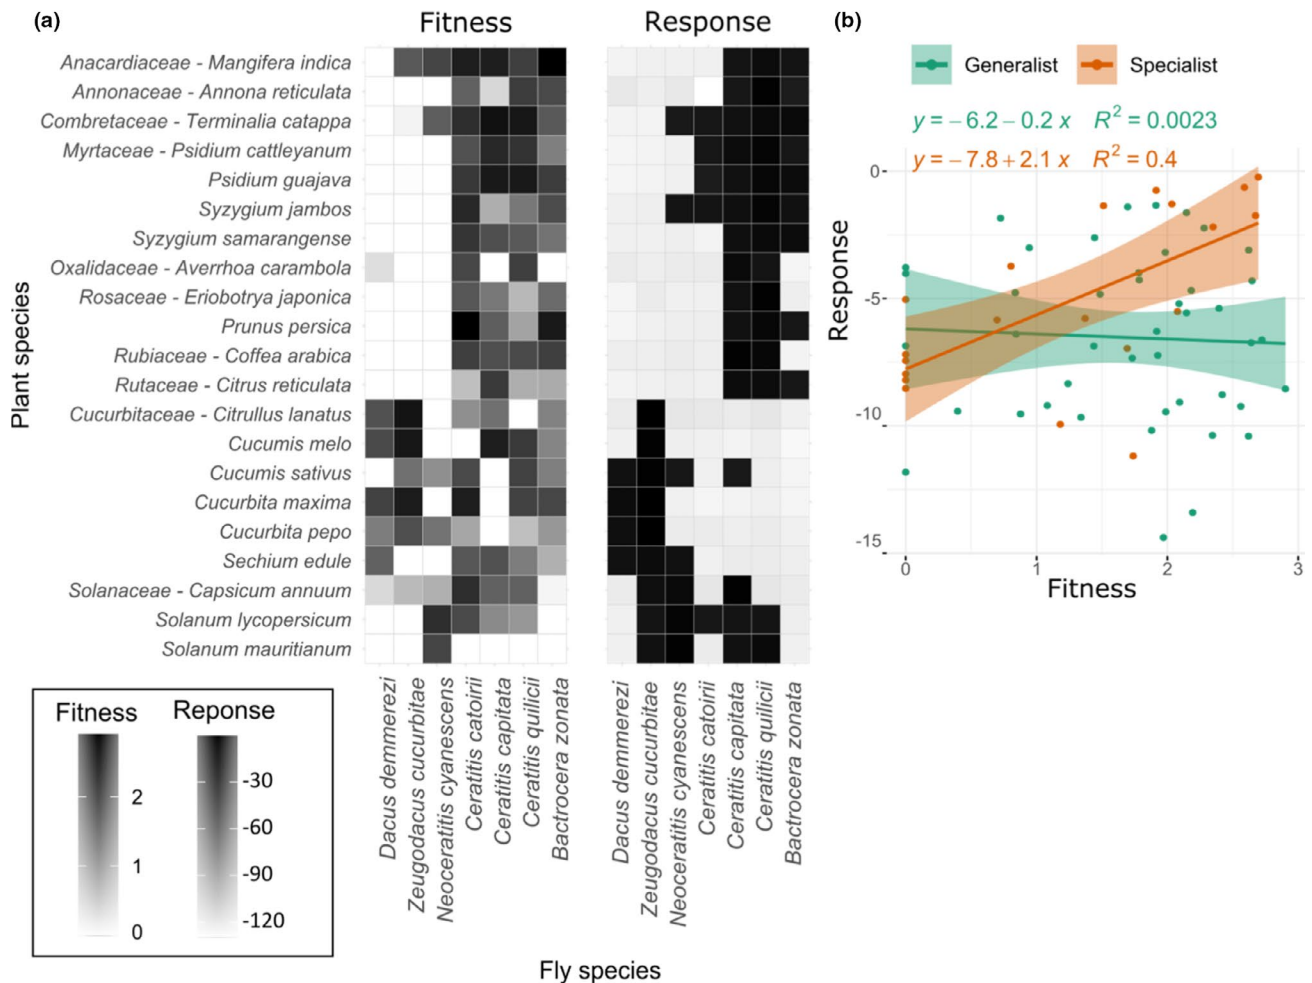 (a)
Fitness
Response
Plant species
Anacardiaceae - Mangifera indica
Annonaceae - Annona reticulata
Combretaceae - Terminalia catappa
Myrtaceae - Psidium cattleyanum
Psidium guajava
Syzygium jambos
Syzygium samarangense
Oxalidaceae - Averrhoa carambola
Rosaceae - Eriobotrya japonica
Prunus persica
Rubiaceae - Coffea arabica
Rutaceae - Citrus reticulata
Cucurbitaceae - Citrullus lanatus
Cucumis melo
Cucumis sativus
Cucurbita maxima
Cucurbita pepo
Sechium edule
Solanaceae - Capsicum annuum
Solanum lycopersicum
Solanum mauritianum
Dacus demmerezi
Zeugodacus cucurbitae
Neoceratitis cyanescens
Ceratitis catoirii
Ceratitis capitata
Ceratitis quilicii
Bactrocera zonata
Dacus demmerezi
Zeugodacus cucurbitae
Neoceratitis cyanescens
Ceratitis catoirii
Ceratitis capitata
Ceratitis quilicii
Bactrocera zonata
Fly species
Fitness
2
1
0
Reponse
-30
-60
-90
-120
(b)
Generalist
Specialist
y = −6.2 − 0.2 x R² = 0.0023
y = −7.8 + 2.1 x R² = 0.4
Response
0
-5
-10
-15
0
1
2
3
Fitness